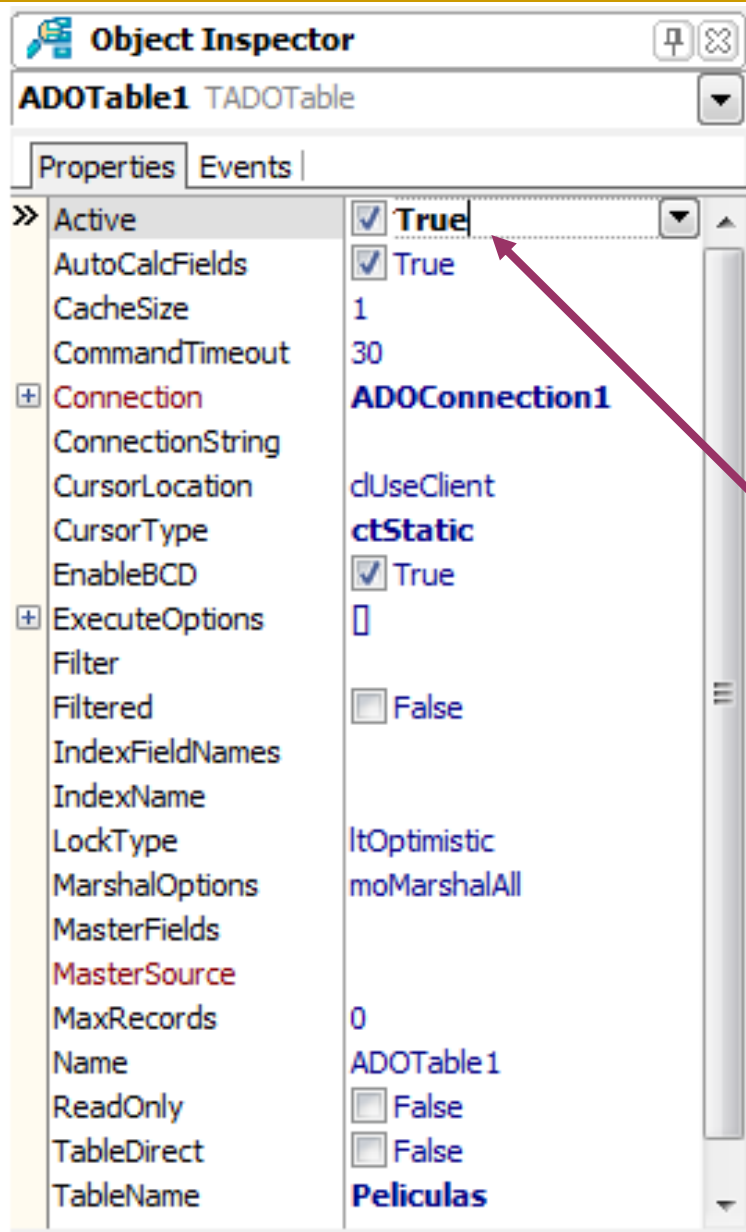 Object Inspector
ADOTable1 TADOTable
Properties Events
Active True
AutoCalcFields True
CacheSize 1
CommandTimeout 30
Connection ADOConnection1
ConnectionString
CursorLocation clUseClient
CursorType ctStatic
EnableBCD True
ExecuteOptions []
Filter
Filtered False
IndexFieldNames
IndexName
LockType ltOptimistic
MarshalOptions moMarshalAll
MasterFields
MasterSource
MaxRecords 0
Name ADOTable1
ReadOnly False
TableDirect False
TableName Peliculas